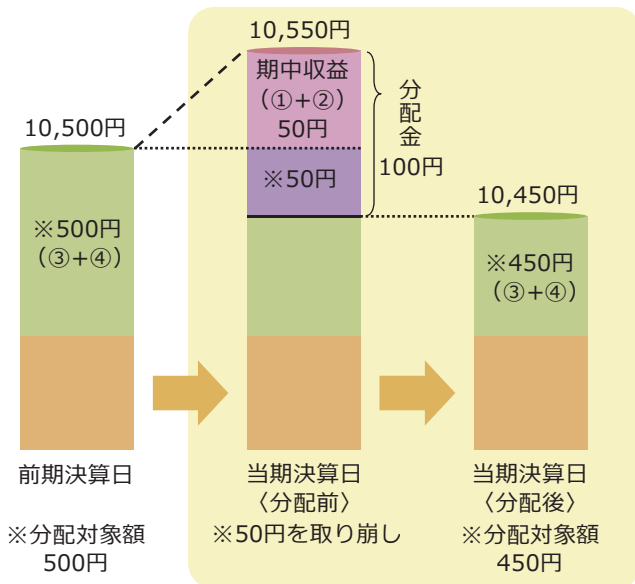 10,500円
※500円
（③+④）
前期決算日
※分配対象額
500円
10,550円
期中収益
（①+②）
50円
※50円
分配金
100円
当期決算日
〈分配前〉
※50円を取り崩し
10,450円
※450円
（③+④）
当期決算日
〈分配後〉
※分配対象額
450円